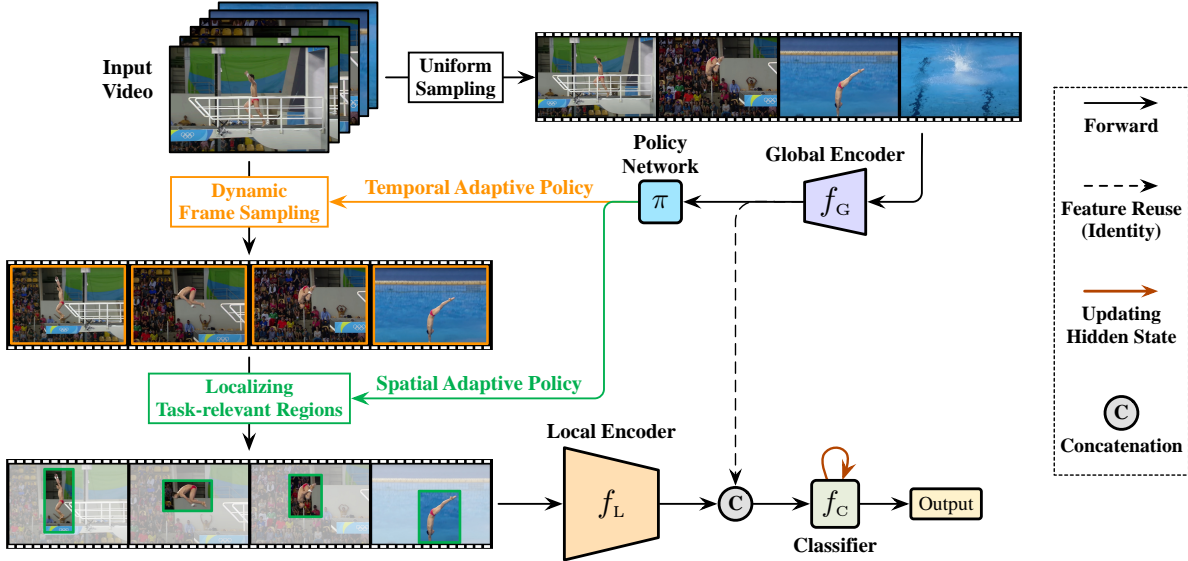 Input
Video
Uniform
Sampling
Forward
Policy
Network
Global Encoder
Dynamic
Frame Sampling
Temporal Adaptive Policy
π
f_G
Feature Reuse
(Identity)
Updating
Hidden State
Localizing
Task-relevant Regions
Spatial Adaptive Policy
C
Concatenation
Local Encoder
f_L
C
f_C
Output
Classifier